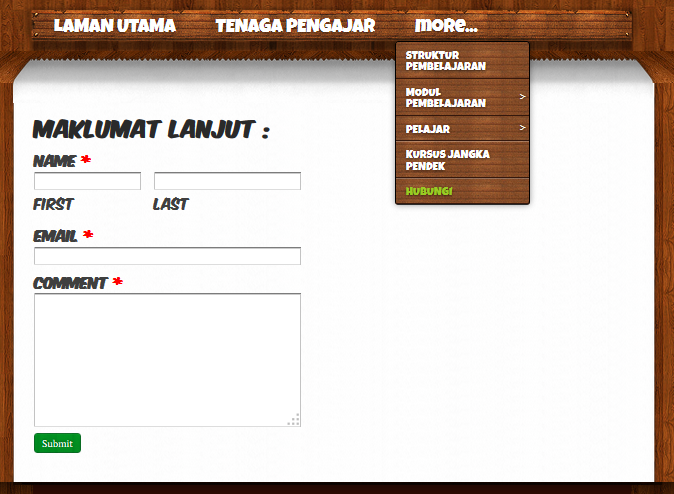 LAMAN UTAMA TENAGA PENGAJAR more...
STRUKTUR
PEMBELAJARAN
MODUL
PEMBELAJARAN >
PELAJAR >
KURSUS JANGKA
PENDEK
HUBUNGI
MAKLUMAT LANJUT :
NAME *
FIRST LAST
EMAIL *
COMMENT *
Submit